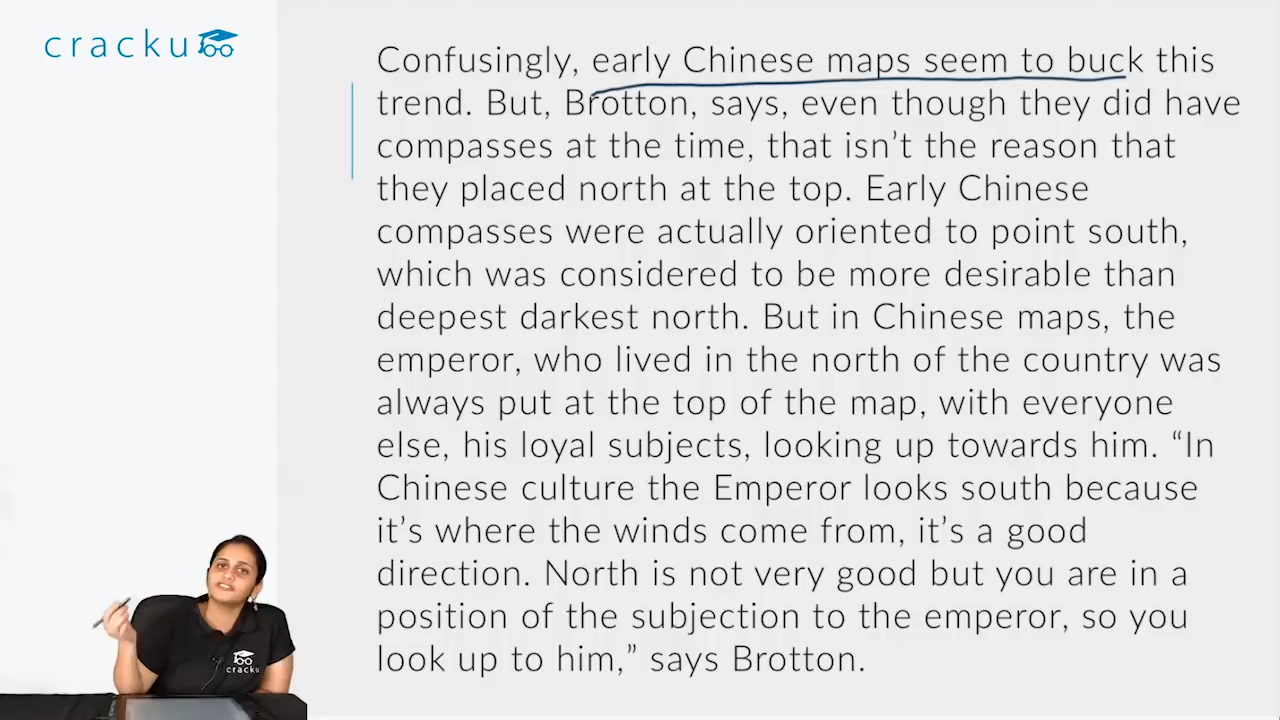 cracku
Confusingly, early Chinese maps seem to buck this
trend. But, Brotton, says, even though they did have
compasses at the time, that isn’t the reason that
they placed north at the top. Early Chinese
compasses were actually oriented to point south,
which was considered to be more desirable than
deepest darkest north. But in Chinese maps, the
emperor, who lived in the north of the country was
always put at the top of the map, with everyone
else, his loyal subjects, looking up towards him. “In
Chinese culture the Emperor looks south because
it’s where the winds come from, it’s a good
direction. North is not very good but you are in a
position of the subjection to the emperor, so you
look up to him,” says Brotton.
cracku